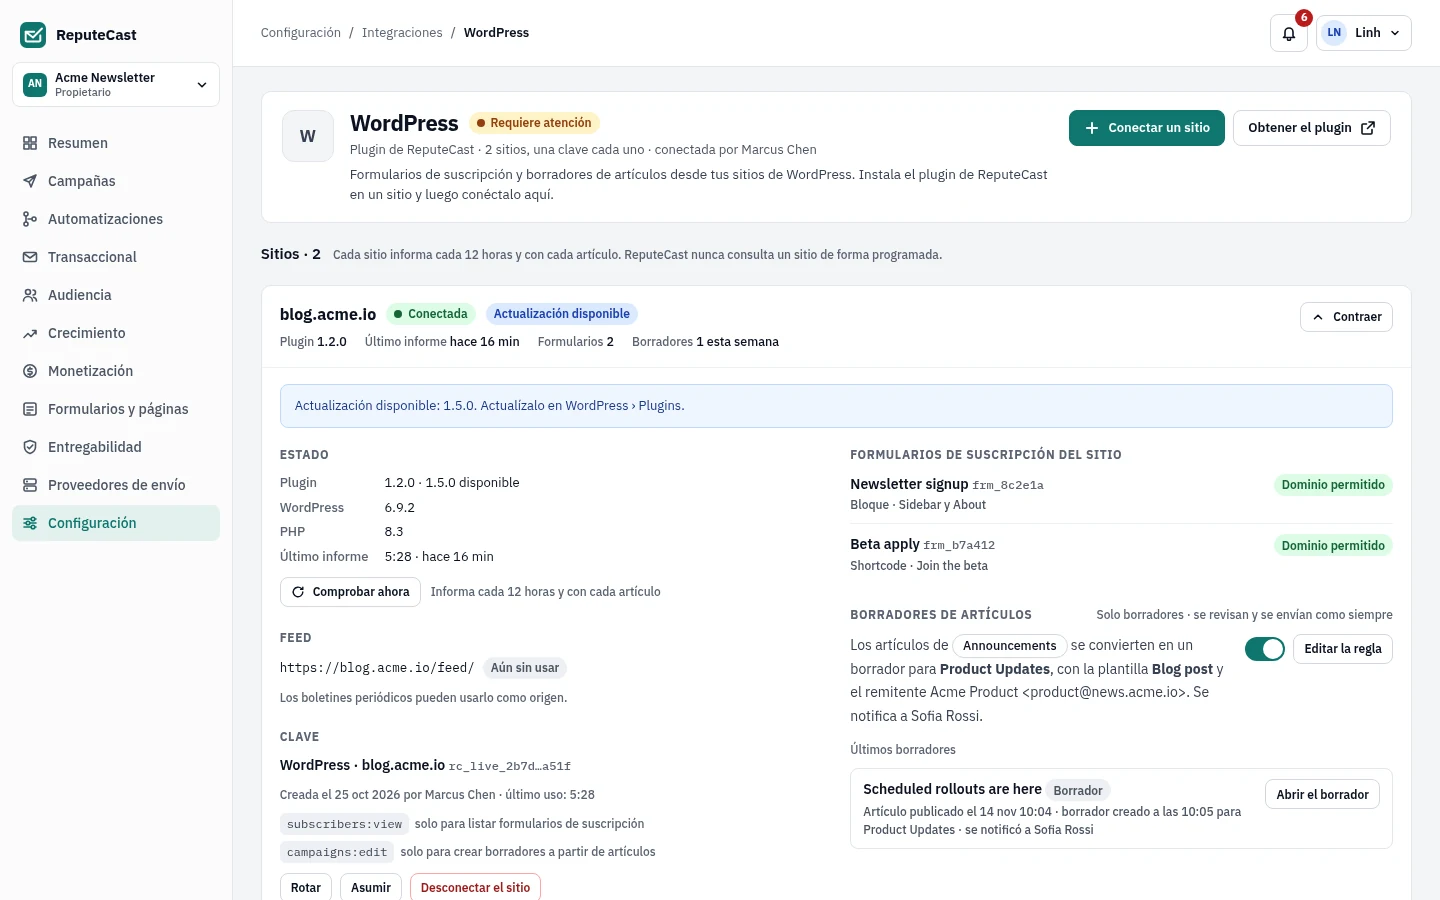 ReputeCast
AN
Acme Newsletter
Propietario
Resumen
Campañas
Automatizaciones
Transaccional
Audiencia
Crecimiento
Monetización
Formularios y páginas
Entregabilidad
Proveedores de envío
Configuración
Configuración / Integraciones / WordPress
6
LN Linh
W
WordPress Requiere atención
Plugin de ReputeCast · 2 sitios, una clave cada uno · conectada por Marcus Chen
Formularios de suscripción y borradores de artículos desde tus sitios de WordPress. Instala el plugin de ReputeCast
en un sitio y luego conéctalo aquí.
Conectar un sitio
Obtener el plugin
Sitios · 2 Cada sitio informa cada 12 horas y con cada artículo. ReputeCast nunca consulta un sitio de forma programada.
blog.acme.io Conectada Actualización disponible
Plugin 1.2.0 Último informe hace 16 min Formularios 2 Borradores 1 esta semana
Contraer
Actualización disponible: 1.5.0. Actualízalo en WordPress › Plugins.
ESTADO
Plugin 1.2.0 · 1.5.0 disponible
WordPress 6.9.2
PHP 8.3
Último informe 5:28 · hace 16 min
Comprobar ahora Informa cada 12 horas y con cada artículo
FEED
https://blog.acme.io/feed/ Aún sin usar
Los boletines periódicos pueden usarlo como origen.
CLAVE
WordPress · blog.acme.io rc_live_2b7d…a51f
Creada el 25 oct 2026 por Marcus Chen · último uso: 5:28
subscribers:view solo para listar formularios de suscripción
campaigns:edit solo para crear borradores a partir de artículos
Rotar Asumir Desconectar el sitio
FORMULARIOS DE SUSCRIPCIÓN DEL SITIO
Newsletter signup frm_8c2e1a Dominio permitido
Bloque · Sidebar y About
Beta apply frm_b7a412 Dominio permitido
Shortcode · Join the beta
BORRADORES DE ARTÍCULOS Solo borradores · se revisan y se envían como siempre
Los artículos de Announcements se convierten en un
borrador para Product Updates, con la plantilla Blog post y
el remitente Acme Product <product@news.acme.io>. Se
notifica a Sofia Rossi.
Editar la regla
Últimos borradores
Scheduled rollouts are here Borrador
Artículo publicado el 14 nov 10:04 · borrador creado a las 10:05 para
Product Updates · se notificó a Sofia Rossi
Abrir el borrador